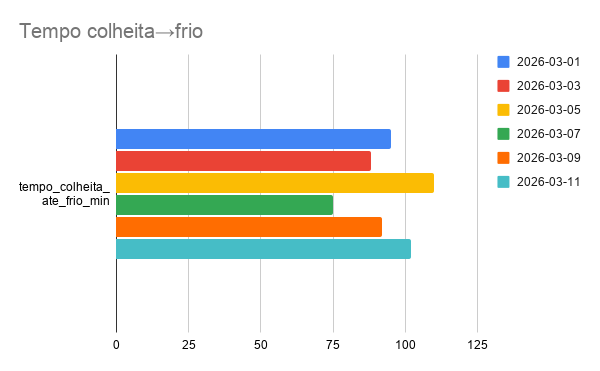 Tempo colheita→frio
2026-03-01
2026-03-03
2026-03-05
2026-03-07
2026-03-09
2026-03-11
tempo_colheita_
ate_frio_min
0 25 50 75 100 125